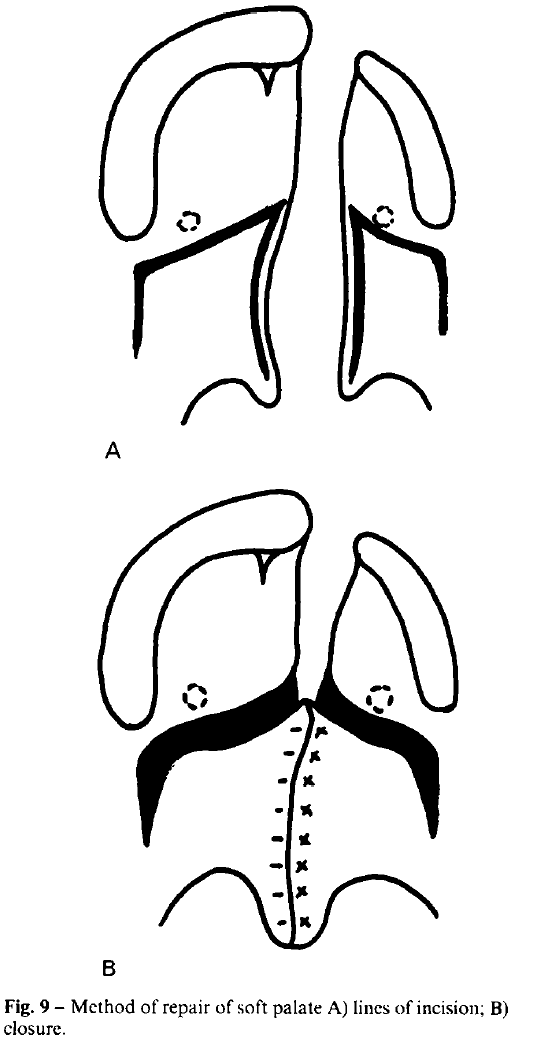 A
B
Fig. 9 – Method of repair of soft palate A) lines of incision; B)
closure.